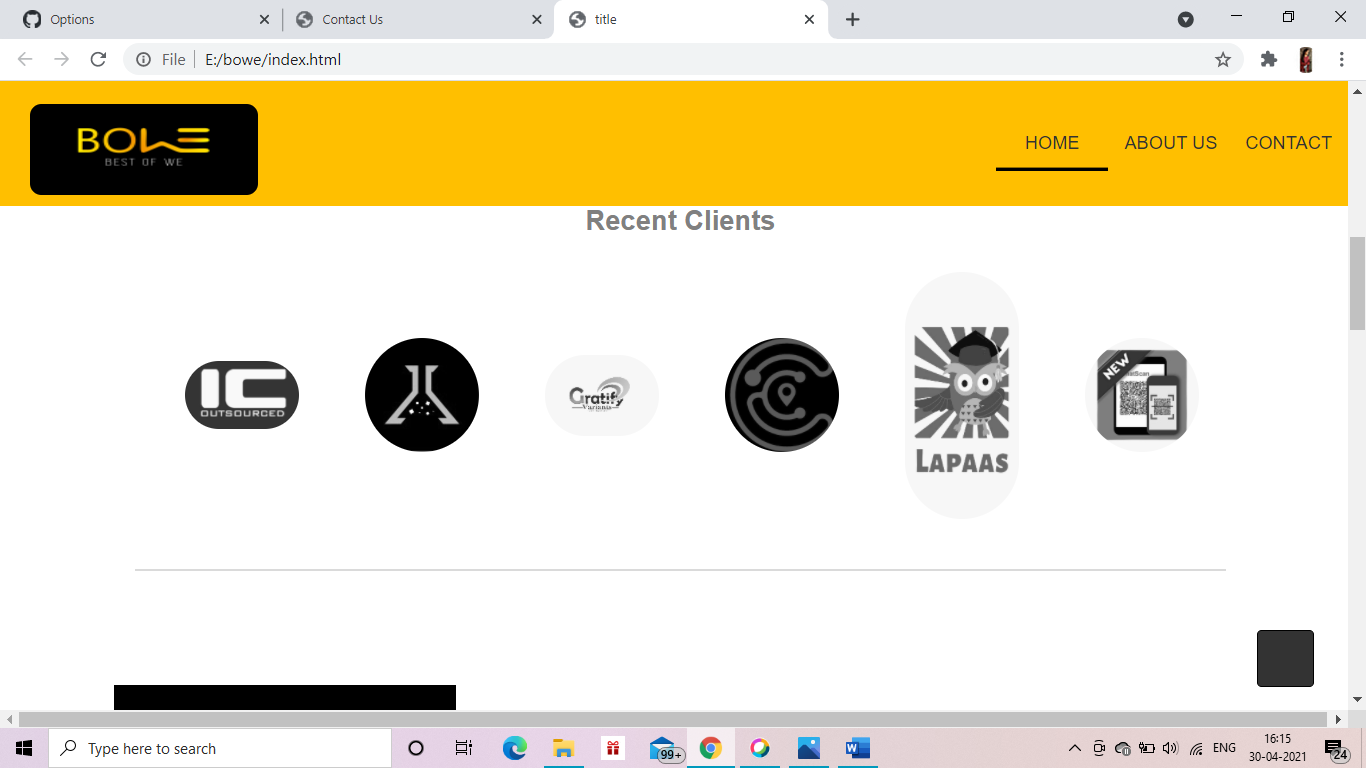 Options
Contact Us
title
File
E:/bowe/index.html
BOWE
BEST OF WE
HOME
ABOUT US
CONTACT
Recent Clients
IC
OUTSOURCED
Gratify
Variants
LAPAAS
NEW
Type here to search
99+
ENG
16:15
30-04-2021
24